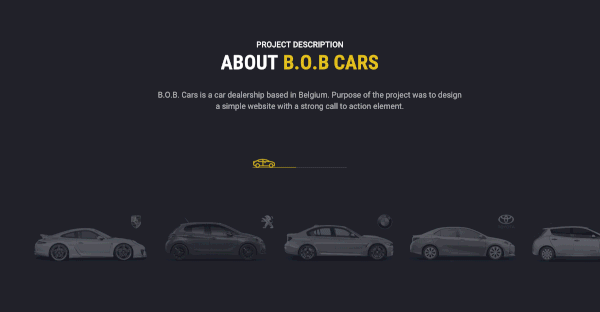 PROJECT DESCRIPTION
ABOUT B.O.B CARS
B.O.B. Cars is a car dealership based in Belgium. Purpose of the project was to design
a simple website with a strong call to action element.